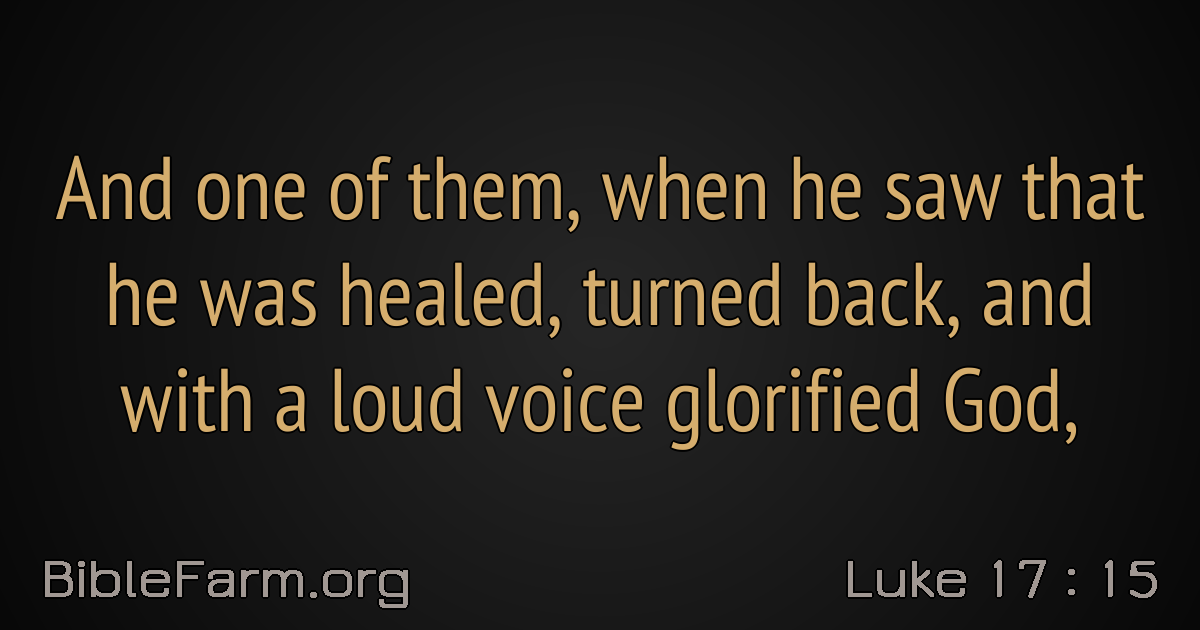 And one of them, when he saw that
he was healed, turned back, and
with a loud voice glorified God,
BibleFarm.org
Luke 17 : 15